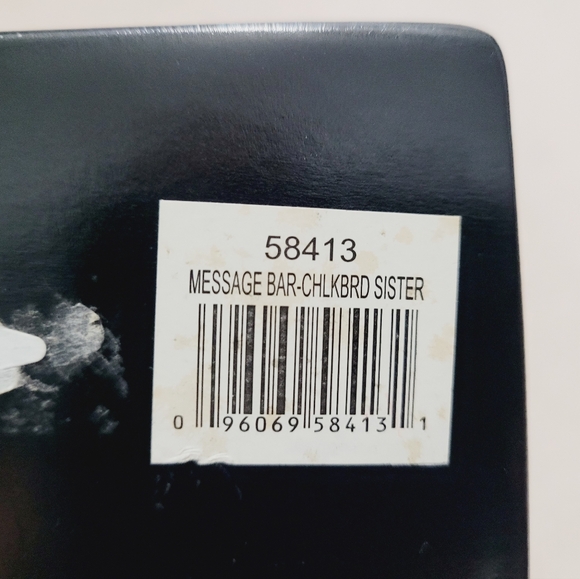 58413
MESSAGE BAR-CHLKBRD SISTER
0 96069 58413 1